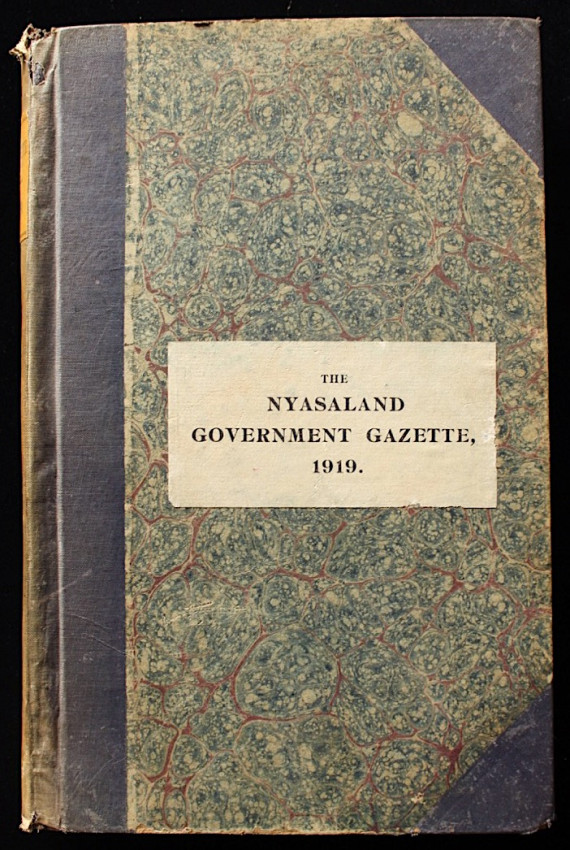 THE
NYASALAND
GOVERNMENT GAZETTE,
1919.